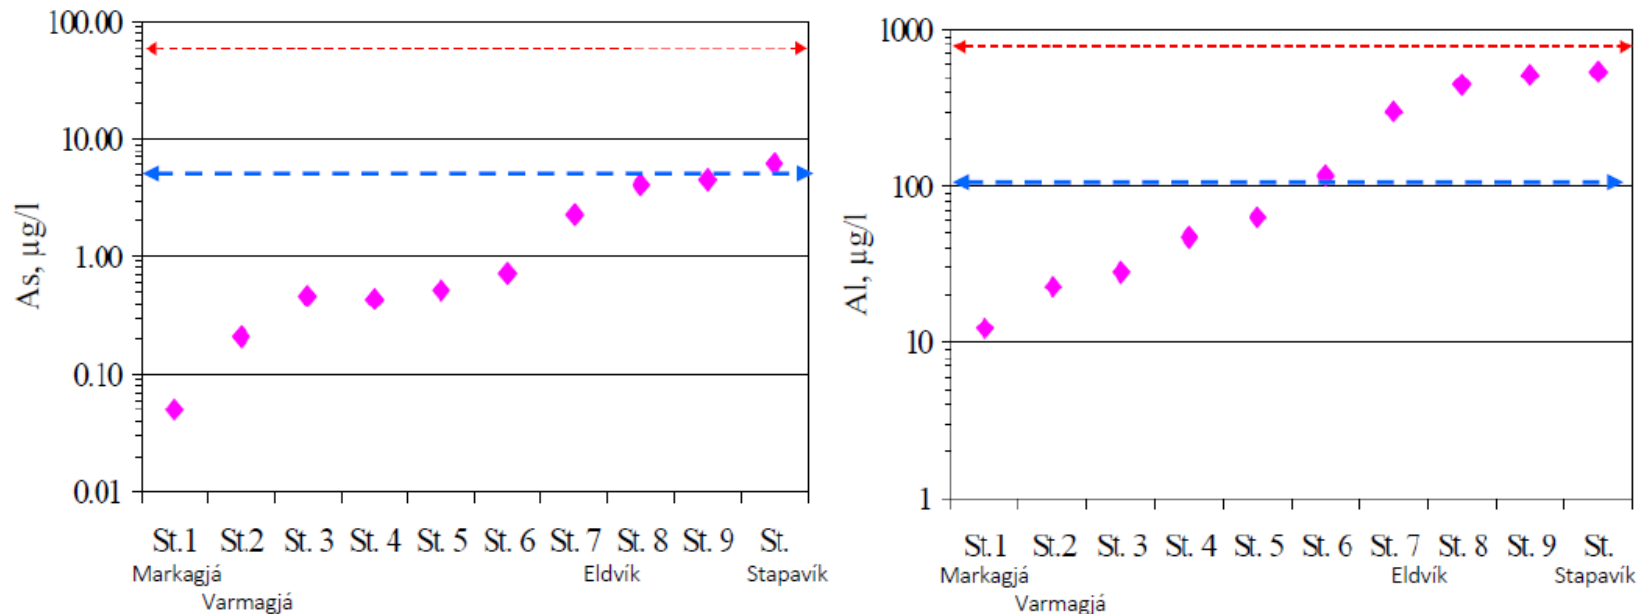 100.00
10.00
1.00
0.10
0.01
As, µg/l
St.1 St.2 St. 3 St. 4 St. 5 St. 6 St. 7 St. 8 St. 9 St.
Markagjá Eldvík Stapavík
Varmagjá
1000
100
10
1
Al, µg/l
St.1 St.2 St. 3 St. 4 St. 5 St. 6 St. 7 St. 8 St. 9 St.
Markagjá Eldvík Stapavík
Varmagjá